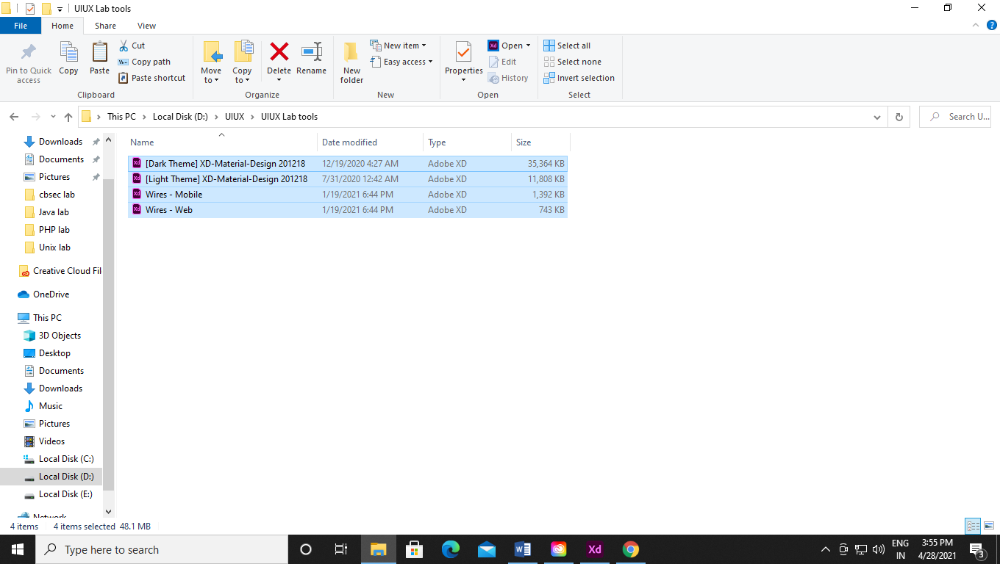 UIUX Lab tools
File Home Share View
Pin to Quick access
Copy
Paste
Cut
Copy path
Paste shortcut
Clipboard
Move to
Copy to
Delete
Rename
Organize
New folder
New item
Easy access
New
Properties
Xd Open
Edit
History
Open
Select all
Select none
Invert selection
Select
This PC > Local Disk (D:) > UIUX > UIUX Lab tools
Search U...
Downloads
Documents
Pictures
cbsec lab
Java lab
PHP lab
Unix lab
Creative Cloud Fil
OneDrive
This PC
3D Objects
Desktop
Documents
Downloads
Music
Pictures
Videos
Local Disk (C:)
Local Disk (D:)
Local Disk (E:)
Network
Name Date modified Type Size
Xd [Dark Theme] XD-Material-Design 201218 12/19/2020 4:27 AM Adobe XD 35,364 KB
Xd [Light Theme] XD-Material-Design 201218 7/31/2020 12:42 AM Adobe XD 11,808 KB
Xd Wires - Mobile 1/19/2021 6:44 PM Adobe XD 1,392 KB
Xd Wires - Web 1/19/2021 6:44 PM Adobe XD 743 KB
4 items 4 items selected 48.1 MB
Type here to search
W
Xd
ENG
IN
3:55 PM
4/28/2021
3